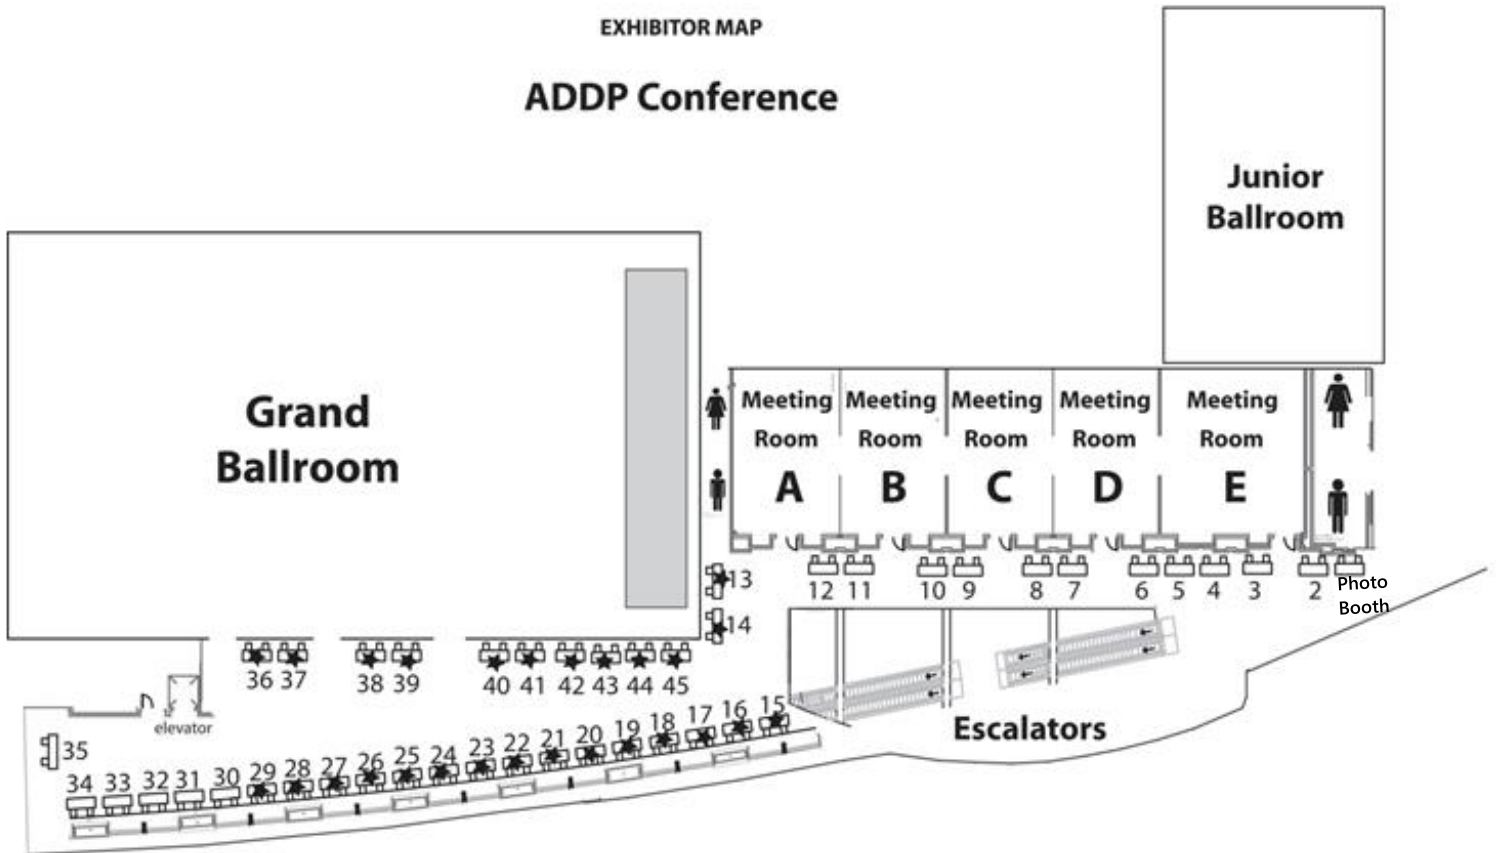 EXHIBITOR MAP
ADDP Conference
Junior
Ballroom
Grand
Ballroom
Meeting Meeting Meeting Meeting Meeting
Room Room Room Room Room
A B C D E
13
12 11 10 9 8 7 6 5 4 3 2 Photo
Booth
14
36 37 38 39 40 41 42 43 44 45
elevator
Escalators
35
34 33 32 31 30 29 28 27 26 25 24 23 22 21 20 19 18 17 16 15